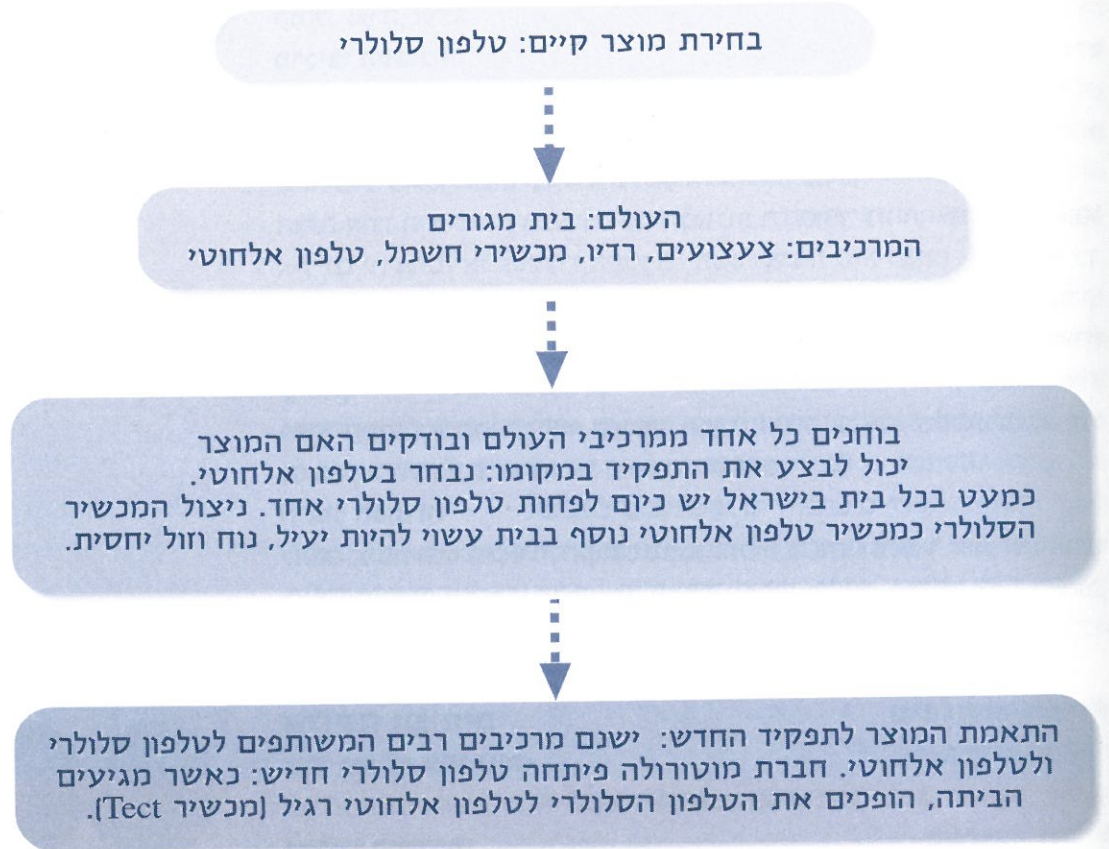 בחירת מוצר קיים: טלפון סלולרי
העולם: בית מגורים
המרכיבים: צעצועים, רדיו, מכשירי חשמל, טלפון אלחוטי
בוחנים כל אחד ממרכיבי העולם ובודקים האם המוצר
יכול לבצע את התפקיד במקומו: נבחר בטלפון אלחוטי.
כמעט בכל בית בישראל יש כיום לפחות טלפון סלולרי אחד. ניצול המכשיר
הסלולרי כמכשיר טלפון אלחוטי נוסף בבית עשוי להיות יעיל, נוח וזול יחסית.
התאמת המוצר לתפקיד החדש: ישנם מרכיבים רבים המשותפים לטלפון סלולרי
ולטלפון אלחוטי. חברת מוטורולה פיתחה טלפון סלולרי חדיש: כאשר מגיעים
הביתה, הופכים את הטלפון הסלולרי לטלפון אלחוטי רגיל (מכשיר Tect).